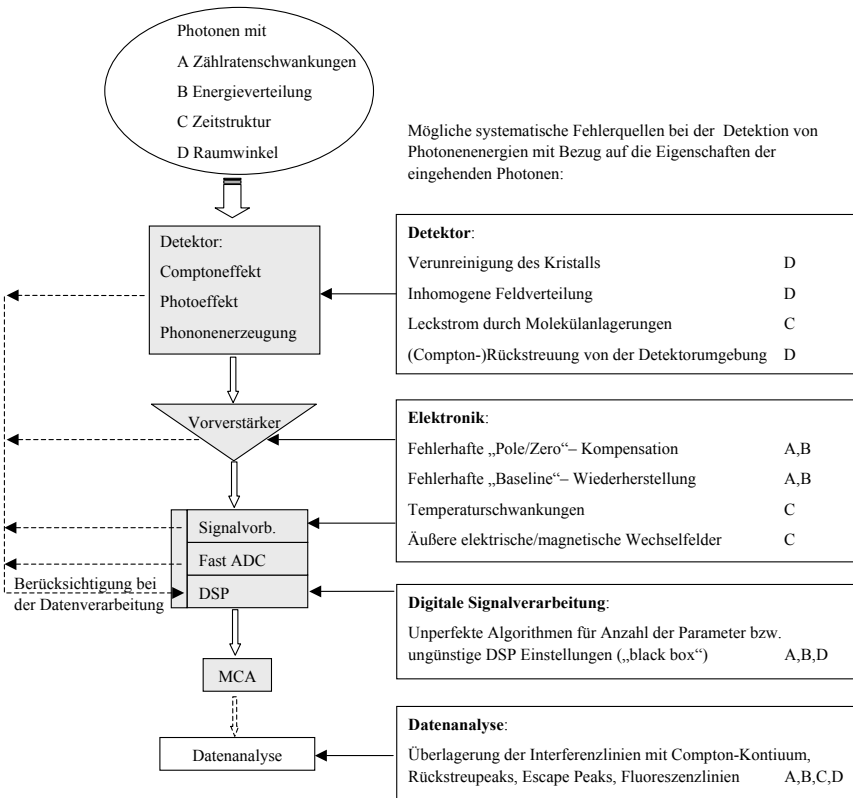 Photonen mit
A Zählratenschwankungen
B Energieverteilung
C Zeitstruktur
D Raumwinkel
Mögliche systematische Fehlerquellen bei der Detektion von
Photonenenergien mit Bezug auf die Eigenschaften der
eingehenden Photonen:
Detektor:
Comptoneffekt
Photoeffekt
Phononenerzeugung
Detektor:
Verunreinigung des Kristalls D
Inhomogene Feldverteilung D
Leckstrom durch Molekülanlagerungen C
(Compton-)Rückstreuung von der Detektorumgebung D
Vorverstärker
Elektronik:
Fehlerhafte „Pole/Zero“– Kompensation A,B
Fehlerhafte „Baseline“– Wiederherstellung A,B
Temperaturschwankungen C
Äußere elektrische/magnetische Wechselfelder C
Signalvorb.
Fast ADC
DSP
Berücksichtigung bei
der Datenverarbeitung
Digitale Signalverarbeitung:
Unperfekte Algorithmen für Anzahl der Parameter bzw.
ungünstige DSP Einstellungen („black box“) A,B,D
MCA
Datenanalyse
Datenanalyse:
Überlagerung der Interferenzlinien mit Compton-Kontiuum,
Rückstreupeaks, Escape Peaks, Fluoreszenzlinien A,B,C,D